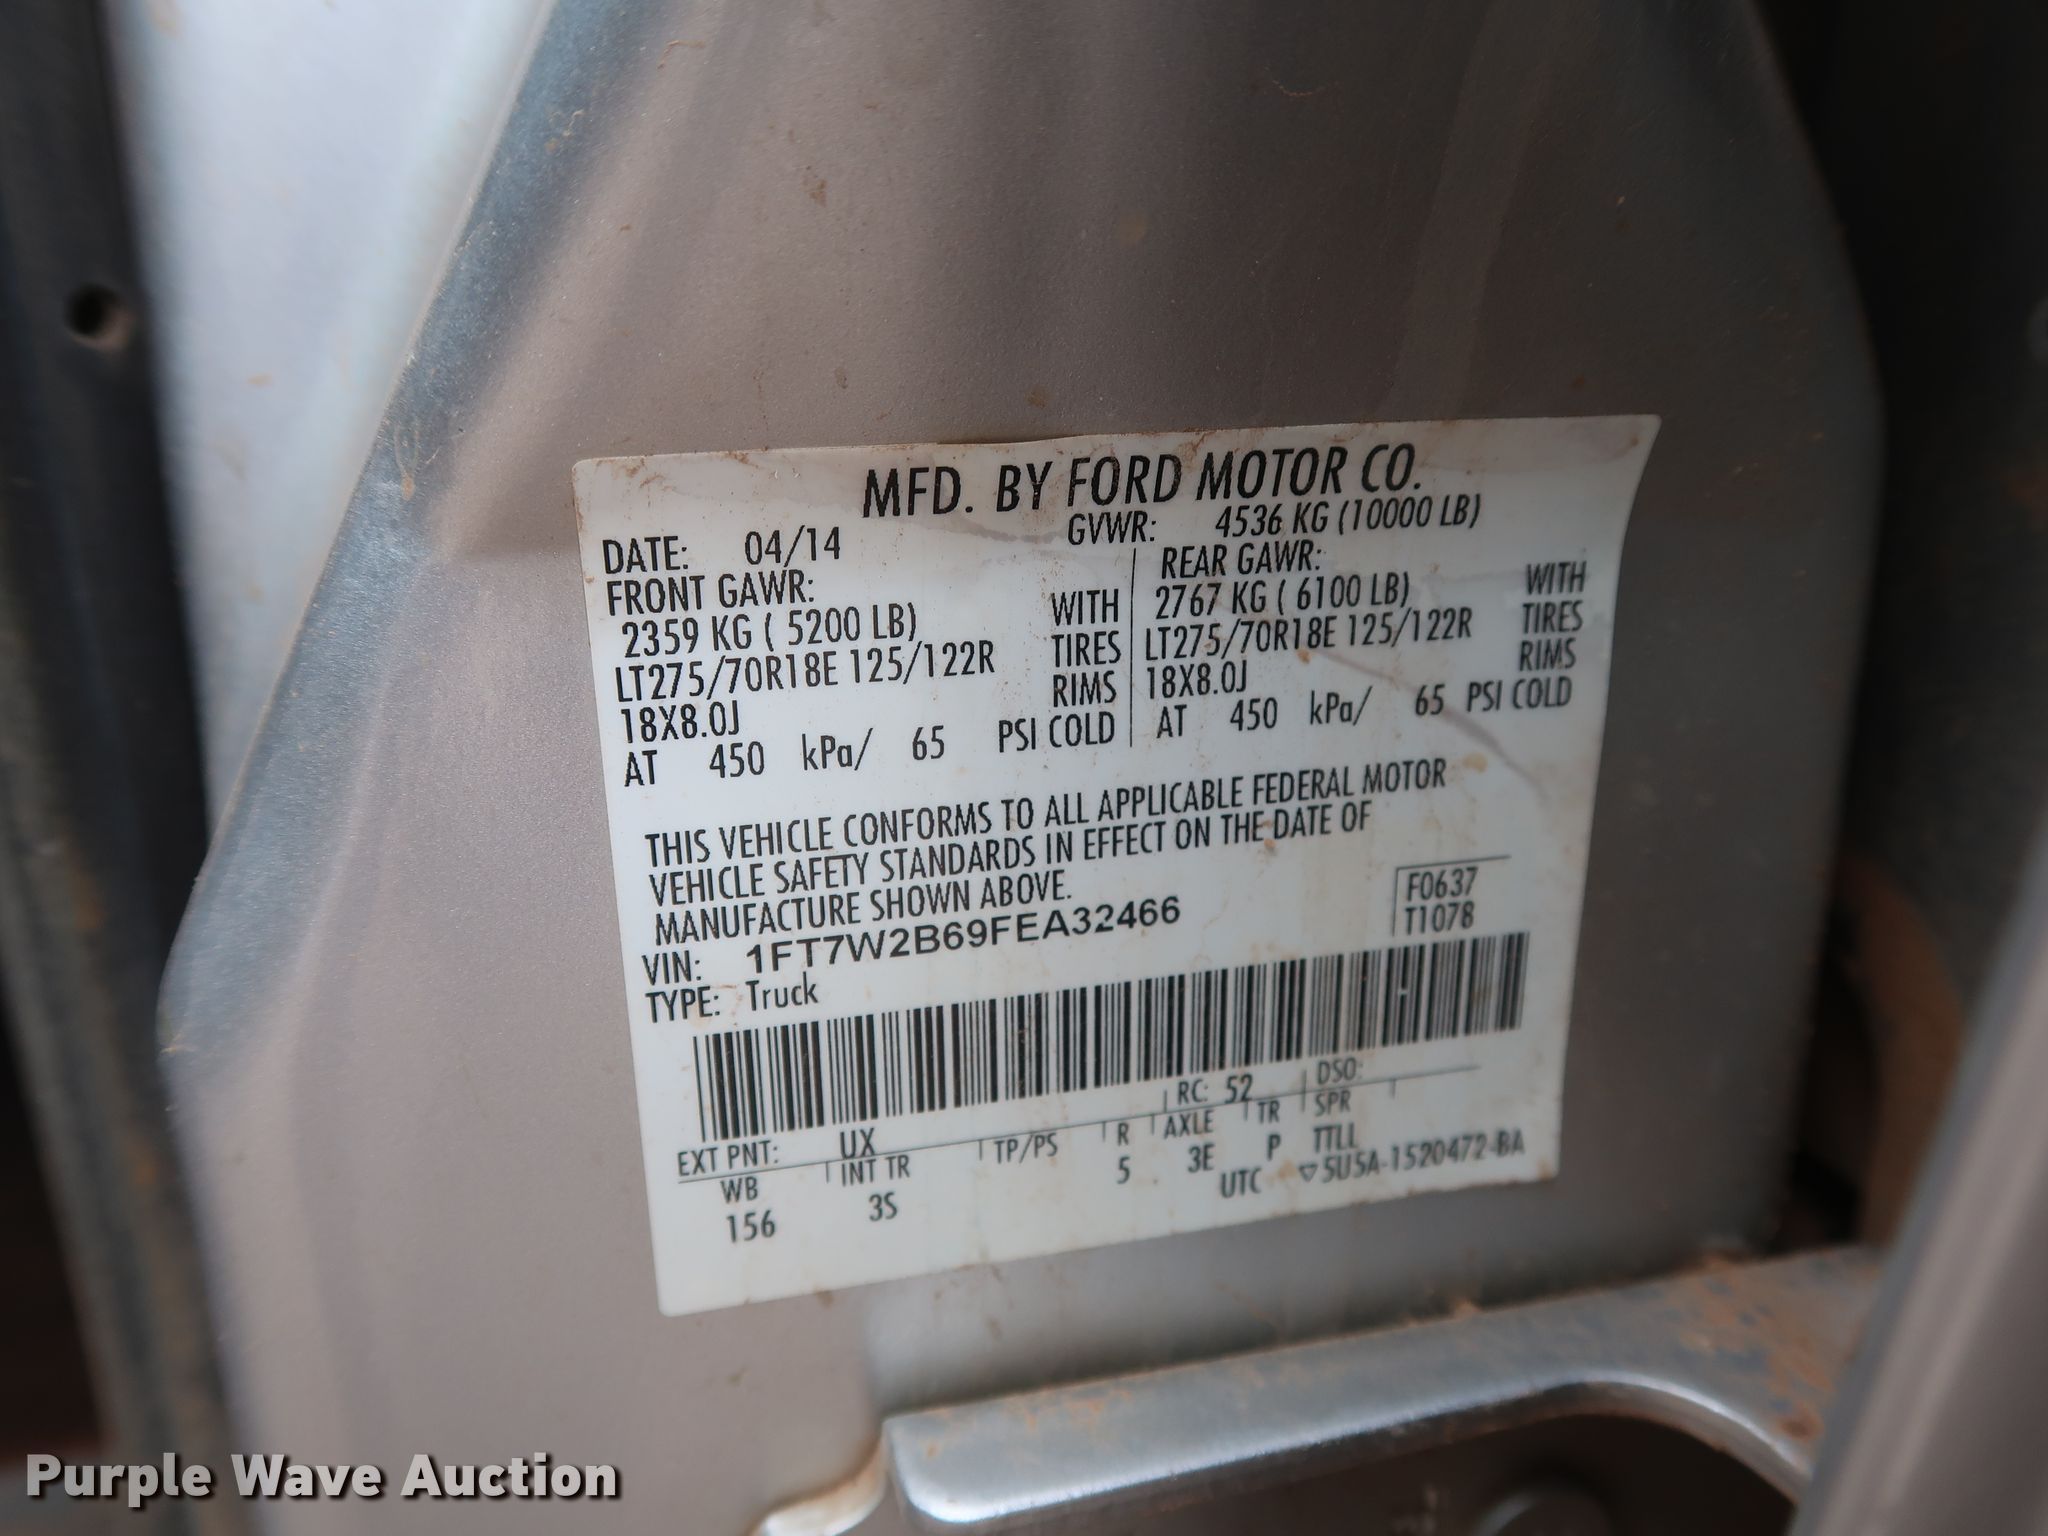 MFD. BY FORD MOTOR CO.
DATE: 04/14
GVWR: 4536 KG (10000 LB)
FRONT GAWR:
2359 KG ( 5200 LB) WITH
LT275/70R18E 125/122R TIRES
18X8.0J RIMS
AT 450 kPa/ 65 PSI COLD
REAR GAWR:
2767 KG ( 6100 LB) WITH
LT275/70R18E 125/122R TIRES
18X8.0J RIMS
AT 450 kPa/ 65 PSI COLD
THIS VEHICLE CONFORMS TO ALL APPLICABLE FEDERAL MOTOR
VEHICLE SAFETY STANDARDS IN EFFECT ON THE DATE OF
MANUFACTURE SHOWN ABOVE.
VIN: 1FT7W2B69FEA32466
TYPE: Truck
F0637
T1078
EXT PNT: UX RC: 52 DSO:
WB INT TR TP/PS R AXLE TR SPR
156 3S 5 3E P TTLL
UTC ▽5U5A-1520472-BA
Purple Wave Auction